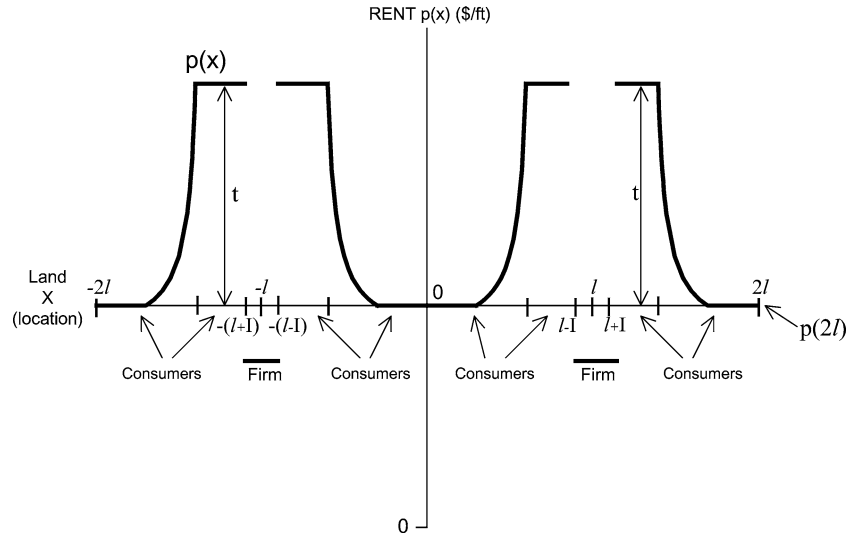 RENT p(x) ($/ft)
p(x)
t
t
Land
X
(location)
-2l
-l
0
l
2l
-(l+I)
-(l-I)
l-I
l+I
p(2l)
Consumers
Firm
Consumers
Consumers
Firm
Consumers
0